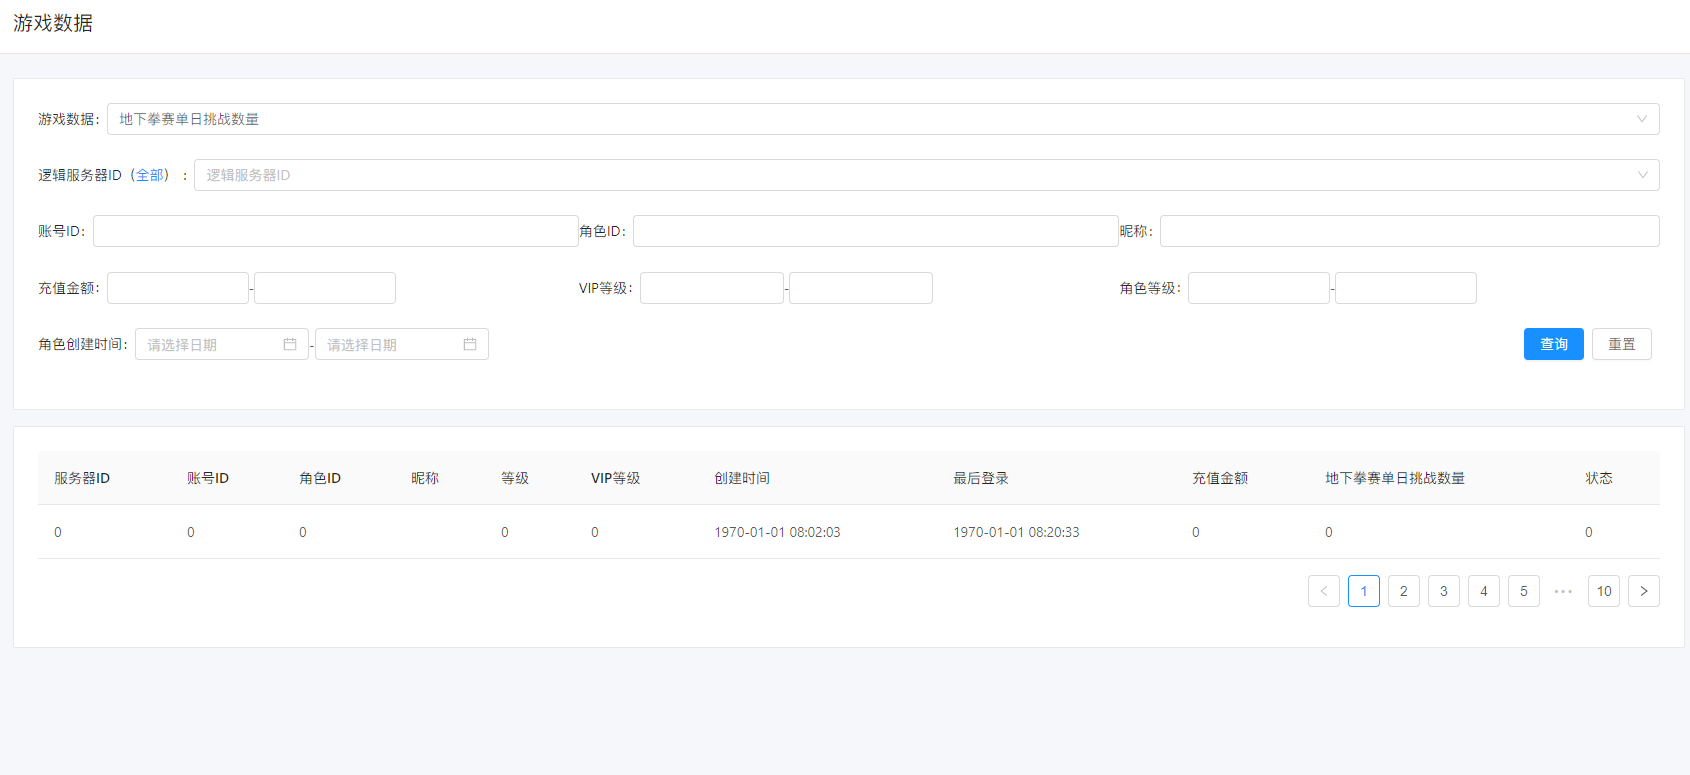 游戏数据
游戏数据: 地下拳赛单日挑战数量
逻辑服务器ID（全部） : 逻辑服务器ID
账号ID: 角色ID: 昵称:
充值金额: - VIP等级: - 角色等级: -
角色创建时间: 请选择日期 - 请选择日期 查询 重置
服务器ID 账号ID 角色ID 昵称 等级 VIP等级 创建时间 最后登录 充值金额 地下拳赛单日挑战数量 状态
0 0 0 0 0 1970-01-01 08:02:03 1970-01-01 08:20:33 0 0 0
< 1 2 3 4 5 ••• 10 >